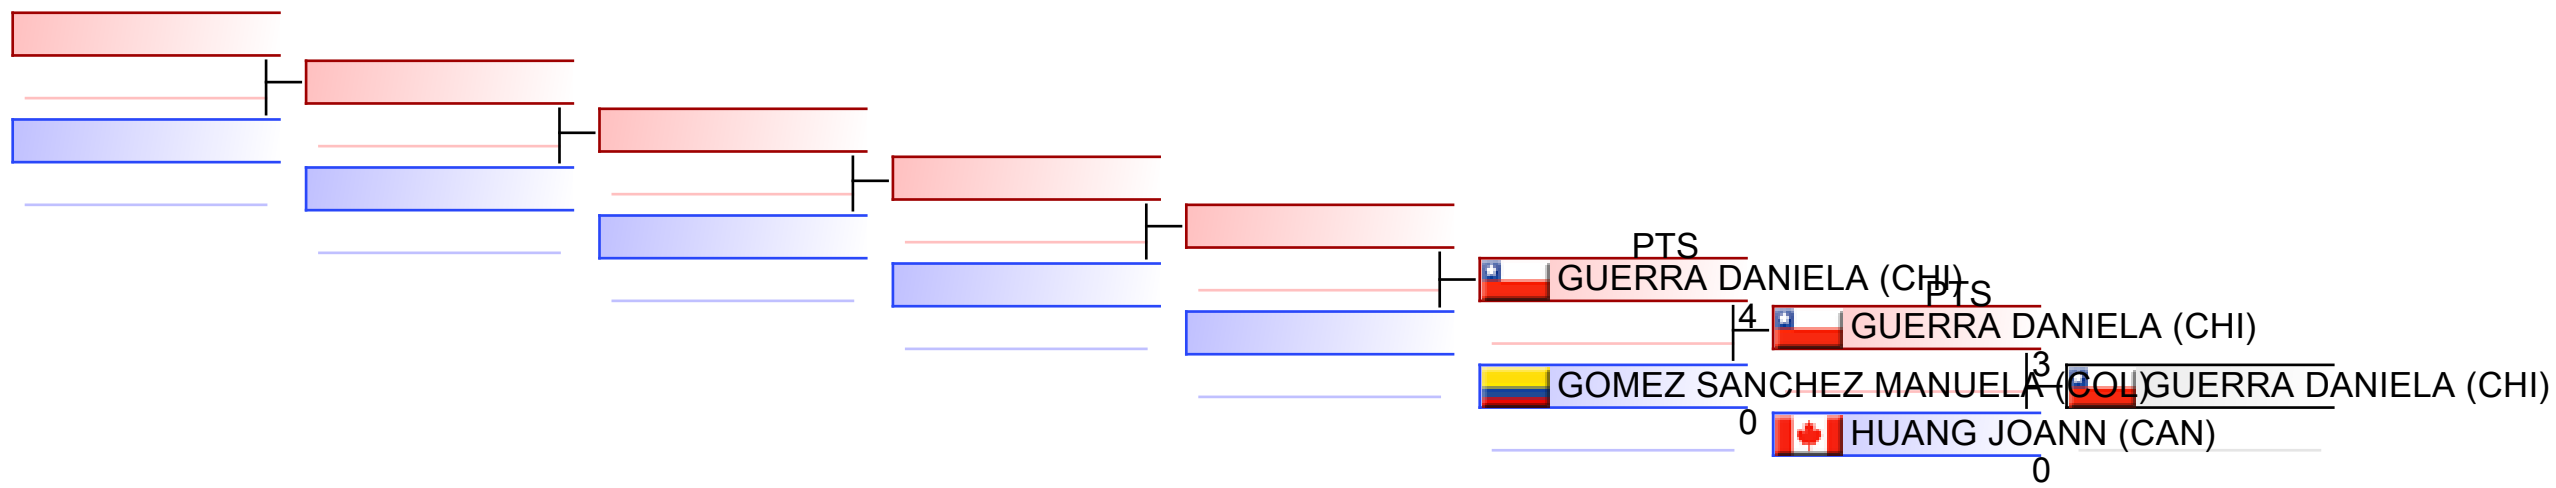 PTS
GUERRA DANIELA (CHI)
4
GOMEZ SANCHEZ MANUELA (COL)
0
PTS
GUERRA DANIELA (CHI)
3
HUANG JOANN (CAN)
0
GUERRA DANIELA (CHI)